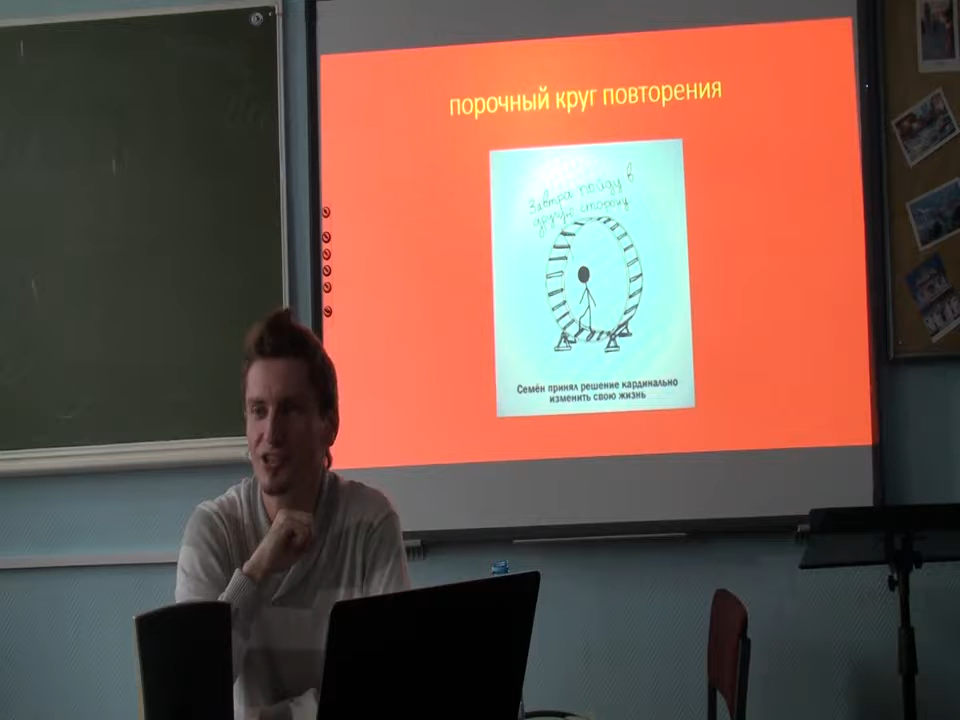 порочный круг повторения
Завтра пойду в
другую сторону
Семён принял решение кардинально
изменить свою жизнь